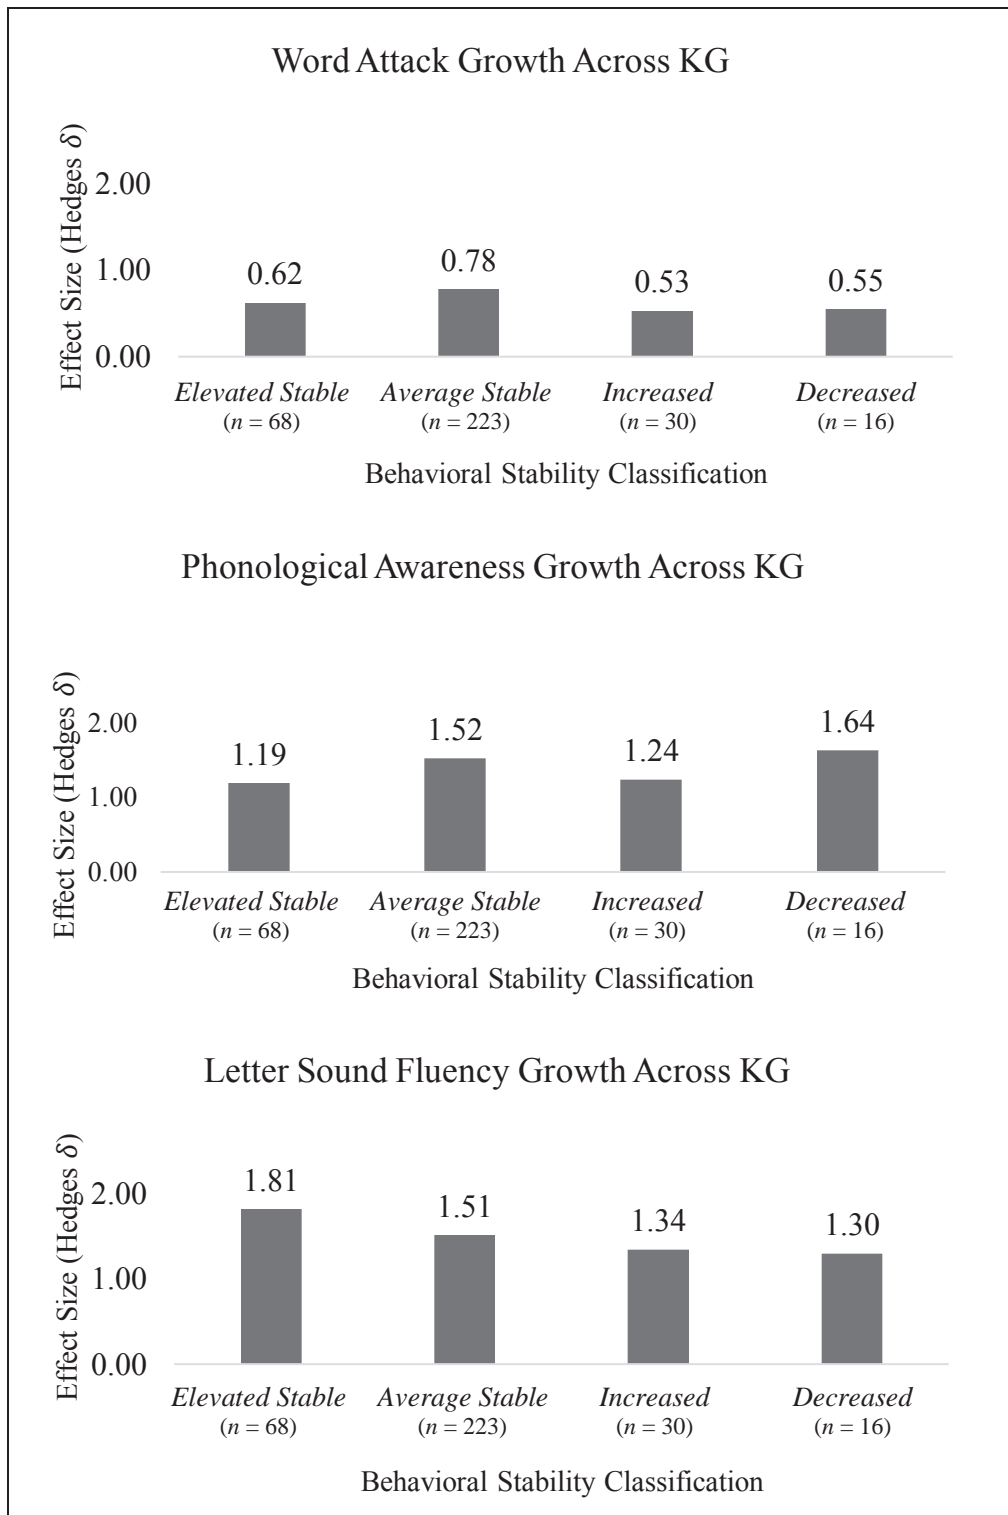 Word Attack Growth Across KG
Effect Size (Hedges δ)
2.00
1.00
0.00
0.62
0.78
0.53
0.55
Elevated Stable
(n = 68)
Average Stable
(n = 223)
Increased
(n = 30)
Decreased
(n = 16)
Behavioral Stability Classification
Phonological Awareness Growth Across KG
Effect Size (Hedges δ)
2.00
1.00
0.00
1.19
1.52
1.24
1.64
Elevated Stable
(n = 68)
Average Stable
(n = 223)
Increased
(n = 30)
Decreased
(n = 16)
Behavioral Stability Classification
Letter Sound Fluency Growth Across KG
Effect Size (Hedges δ)
2.00
1.00
0.00
1.81
1.51
1.34
1.30
Elevated Stable
(n = 68)
Average Stable
(n = 223)
Increased
(n = 30)
Decreased
(n = 16)
Behavioral Stability Classification